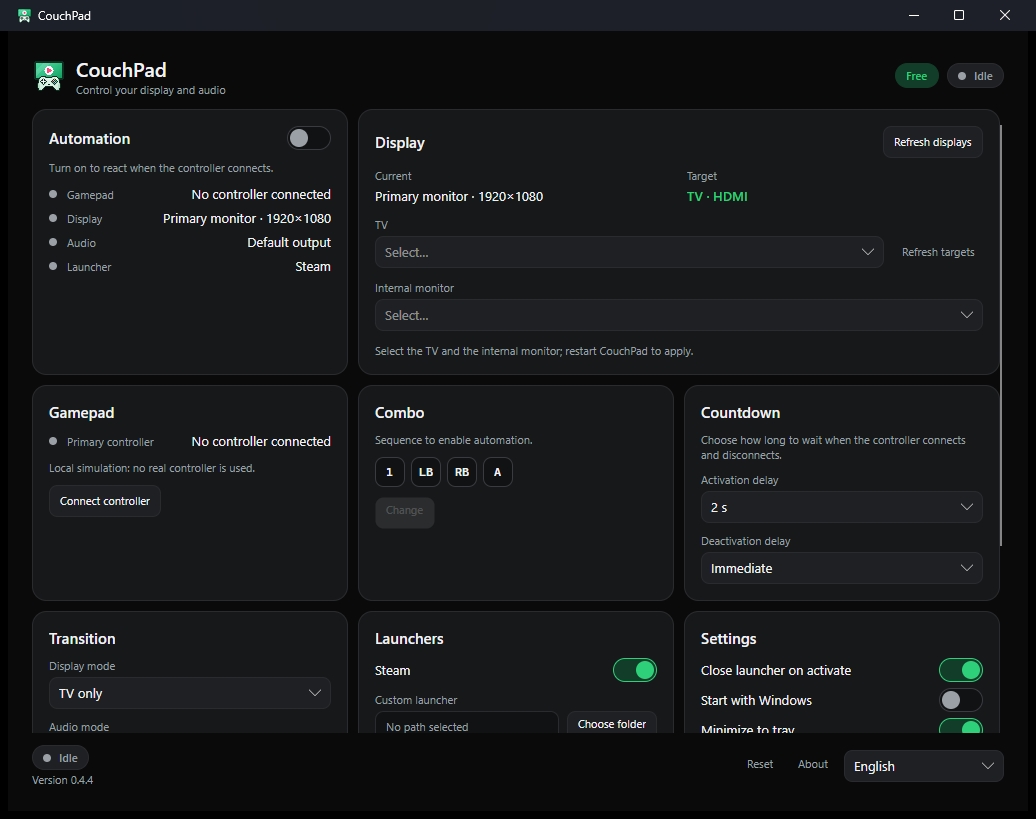 CouchPad
CouchPad
Control your display and audio
Free
Idle
Automation
Turn on to react when the controller connects.
Gamepad No controller connected
Display Primary monitor · 1920×1080
Audio Default output
Launcher Steam
Display
Refresh displays
Current
Primary monitor · 1920×1080
Target
TV · HDMI
TV
Select...
Refresh targets
Internal monitor
Select...
Select the TV and the internal monitor; restart CouchPad to apply.
Gamepad
Primary controller No controller connected
Local simulation: no real controller is used.
Connect controller
Combo
Sequence to enable automation.
1 LB RB A
Change
Countdown
Choose how long to wait when the controller connects
and disconnects.
Activation delay
2 s
Deactivation delay
Immediate
Transition
Display mode
TV only
Audio mode
Launchers
Steam
Custom launcher
No path selected
Choose folder
Settings
Close launcher on activate
Start with Windows
Minimize to tray
Idle
Version 0.4.4
Reset
About
English